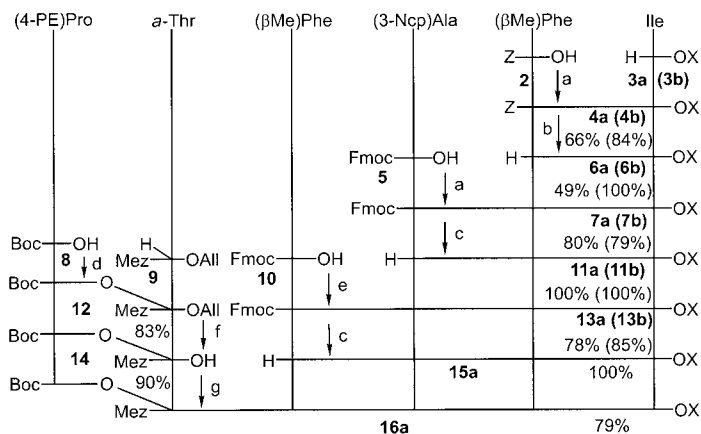 (4-PE)Pro a-Thr (βMe)Phe (3-Ncp)Ala (βMe)Phe Ile
Z OH H OX
2 a 3a (3b)
Z OX
4a (4b)
b 66% (84%)
Fmoc OH H OX
5 6a (6b)
a 49% (100%)
Fmoc OX
7a (7b)
c 80% (79%)
Boc OH H Mez OAll Fmoc OH H OX
8 d 9 10 11a (11b)
e 100% (100%)
Boc O
12 Mez OAll Fmoc OX
83% 13a (13b)
f c 78% (85%)
Boc O
14 Mez OH H OX
90% 15a 100%
g
Boc O
Mez OX
16a 79%